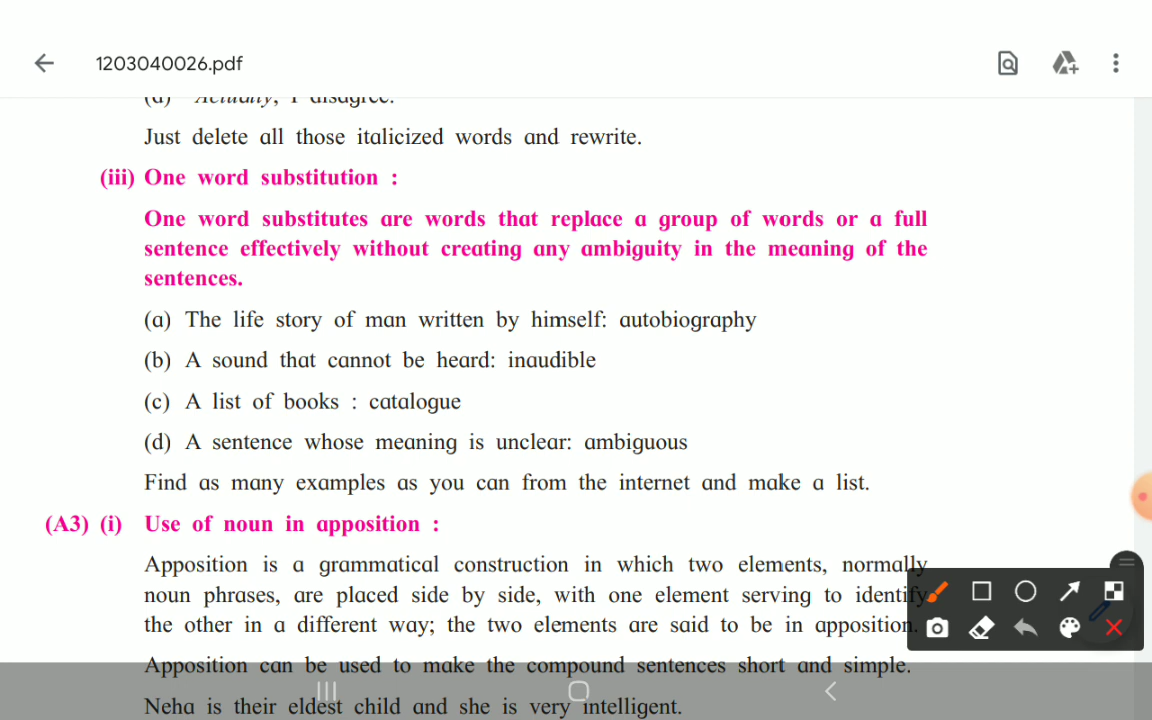 1203040026.pdf
(d) Actually, I disagree.
Just delete all those italicized words and rewrite.
(iii) One word substitution :
One word substitutes are words that replace a group of words or a full
sentence effectively without creating any ambiguity in the meaning of the
sentences.
(a) The life story of man written by himself: autobiography
(b) A sound that cannot be heard: inaudible
(c) A list of books : catalogue
(d) A sentence whose meaning is unclear: ambiguous
Find as many examples as you can from the internet and make a list.
(A3) (i) Use of noun in apposition :
Apposition is a grammatical construction in which two elements, normally
noun phrases, are placed side by side, with one element serving to identify
the other in a different way; the two elements are said to be in apposition.
Apposition can be used to make the compound sentences short and simple.
Neha is their eldest child and she is very intelligent.